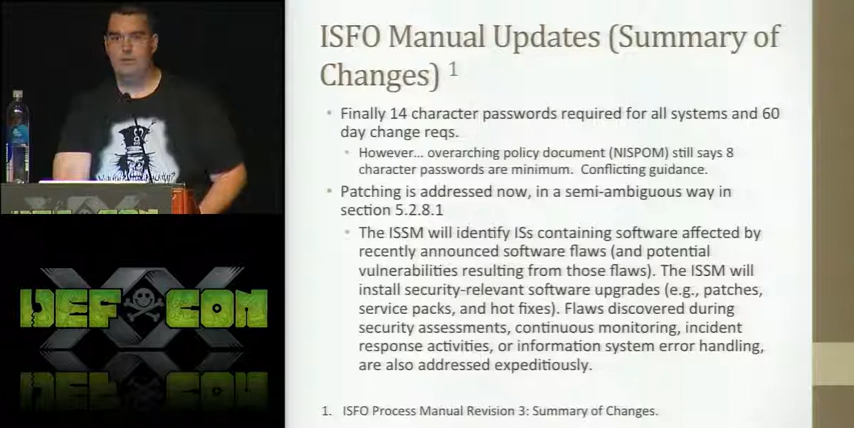 ISFO Manual Updates (Summary of
Changes) 1
• Finally 14 character passwords required for all systems and 60
day change reqs.
• However... overarching policy document (NISPOM) still says 8
character passwords are minimum. Conflicting guidance.
• Patching is addressed now, in a semi-ambiguous way in
section 5.2.8.1
• The ISSM will identify ISs containing software affected by
recently announced software flaws (and potential
vulnerabilities resulting from those flaws). The ISSM will
install security-relevant software upgrades (e.g., patches,
service packs, and hot fixes). Flaws discovered during
security assessments, continuous monitoring, incident
response activities, or information system error handling,
are also addressed expeditiously.
1. ISFO Process Manual Revision 3: Summary of Changes.
DEF CON
XX